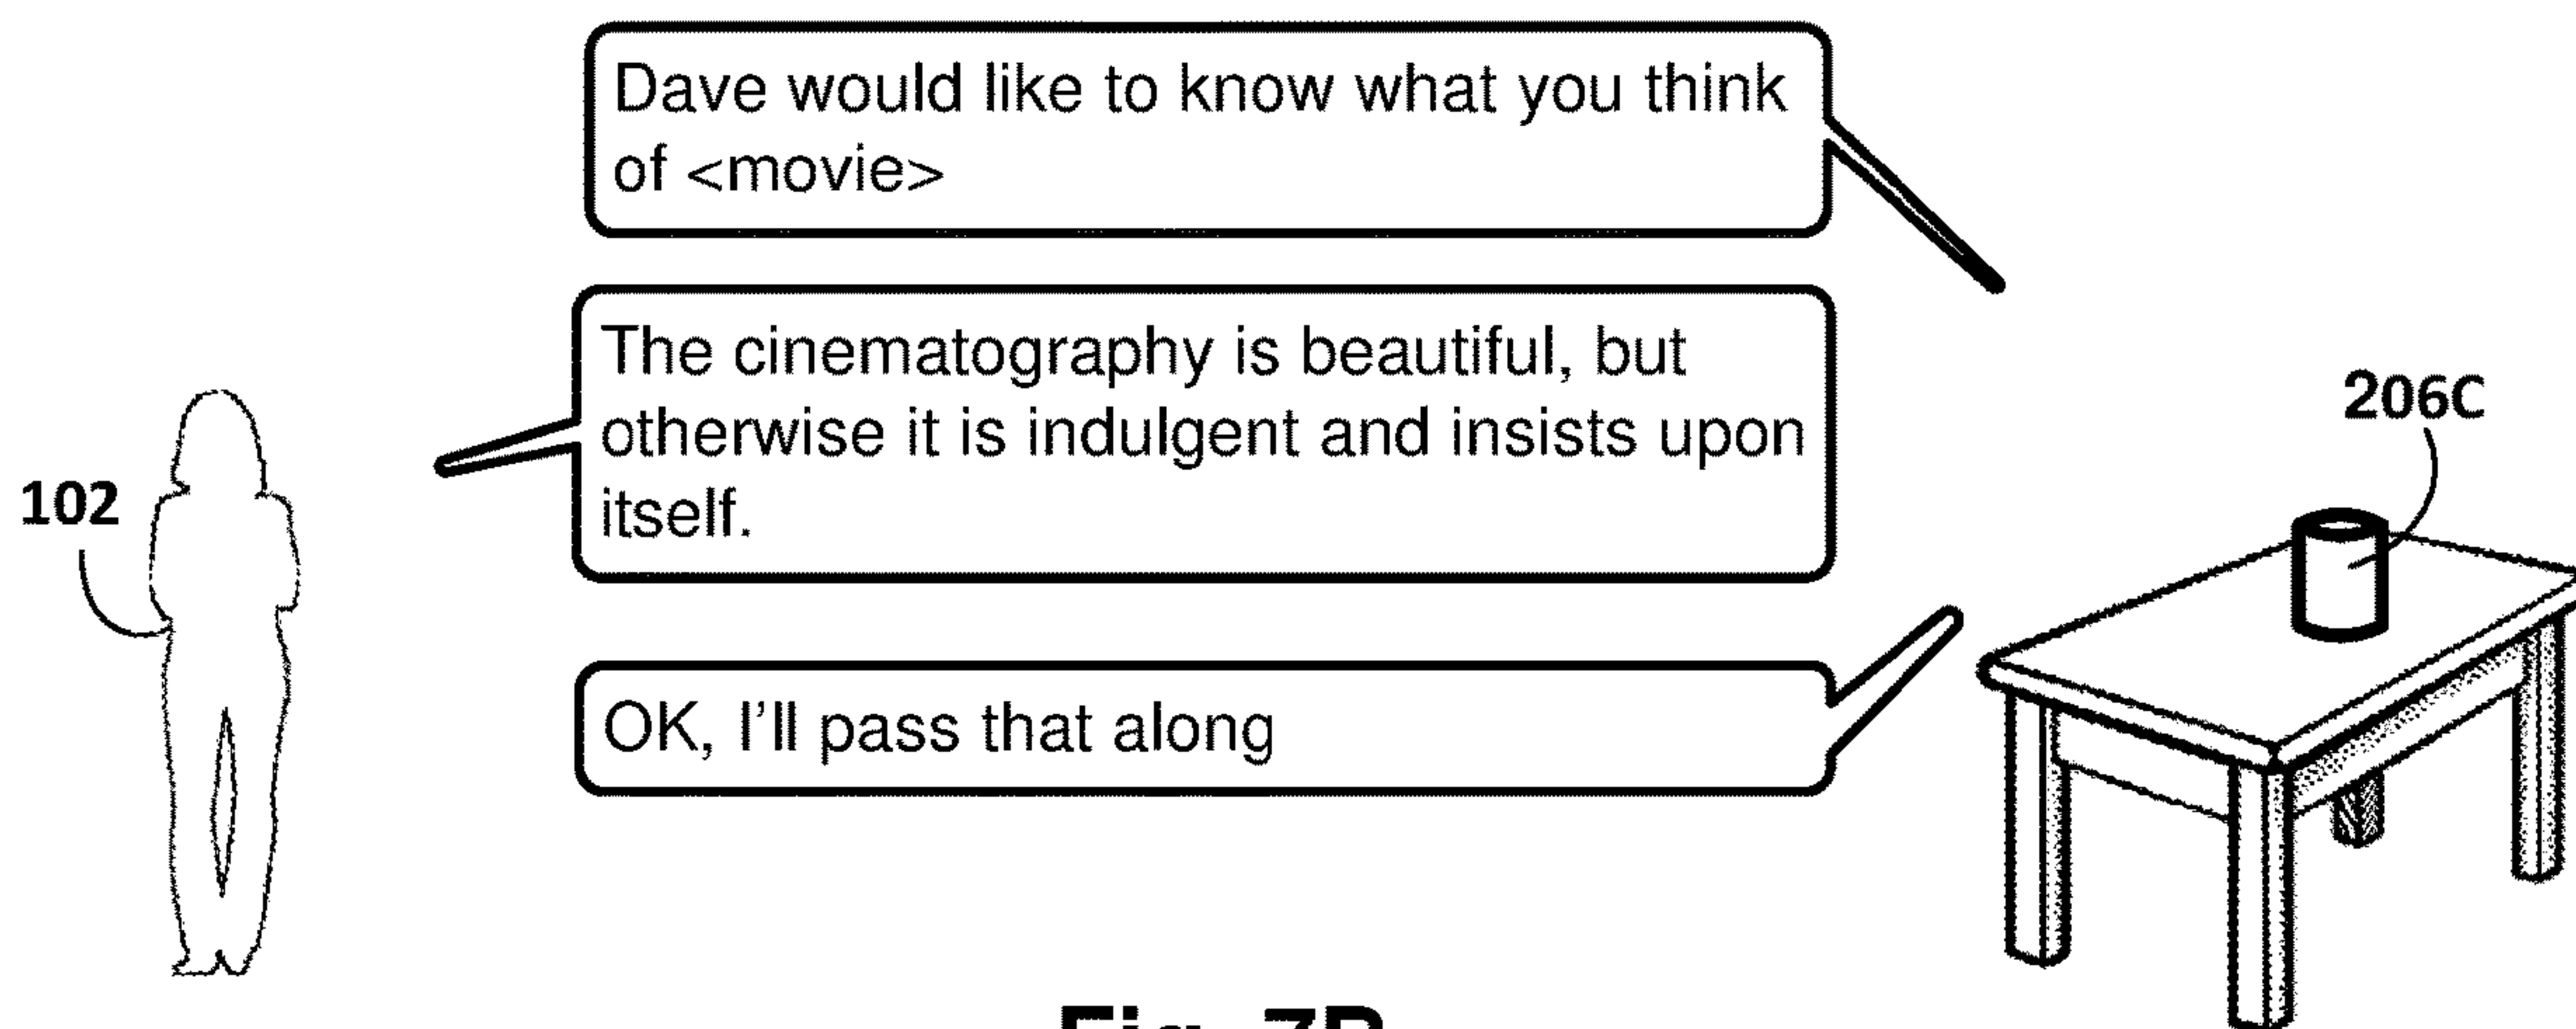 Dave would like to know what you think
of <movie>
The cinematography is beautiful, but
otherwise it is indulgent and insists upon
itself.
206C
102
OK, I'll pass that along